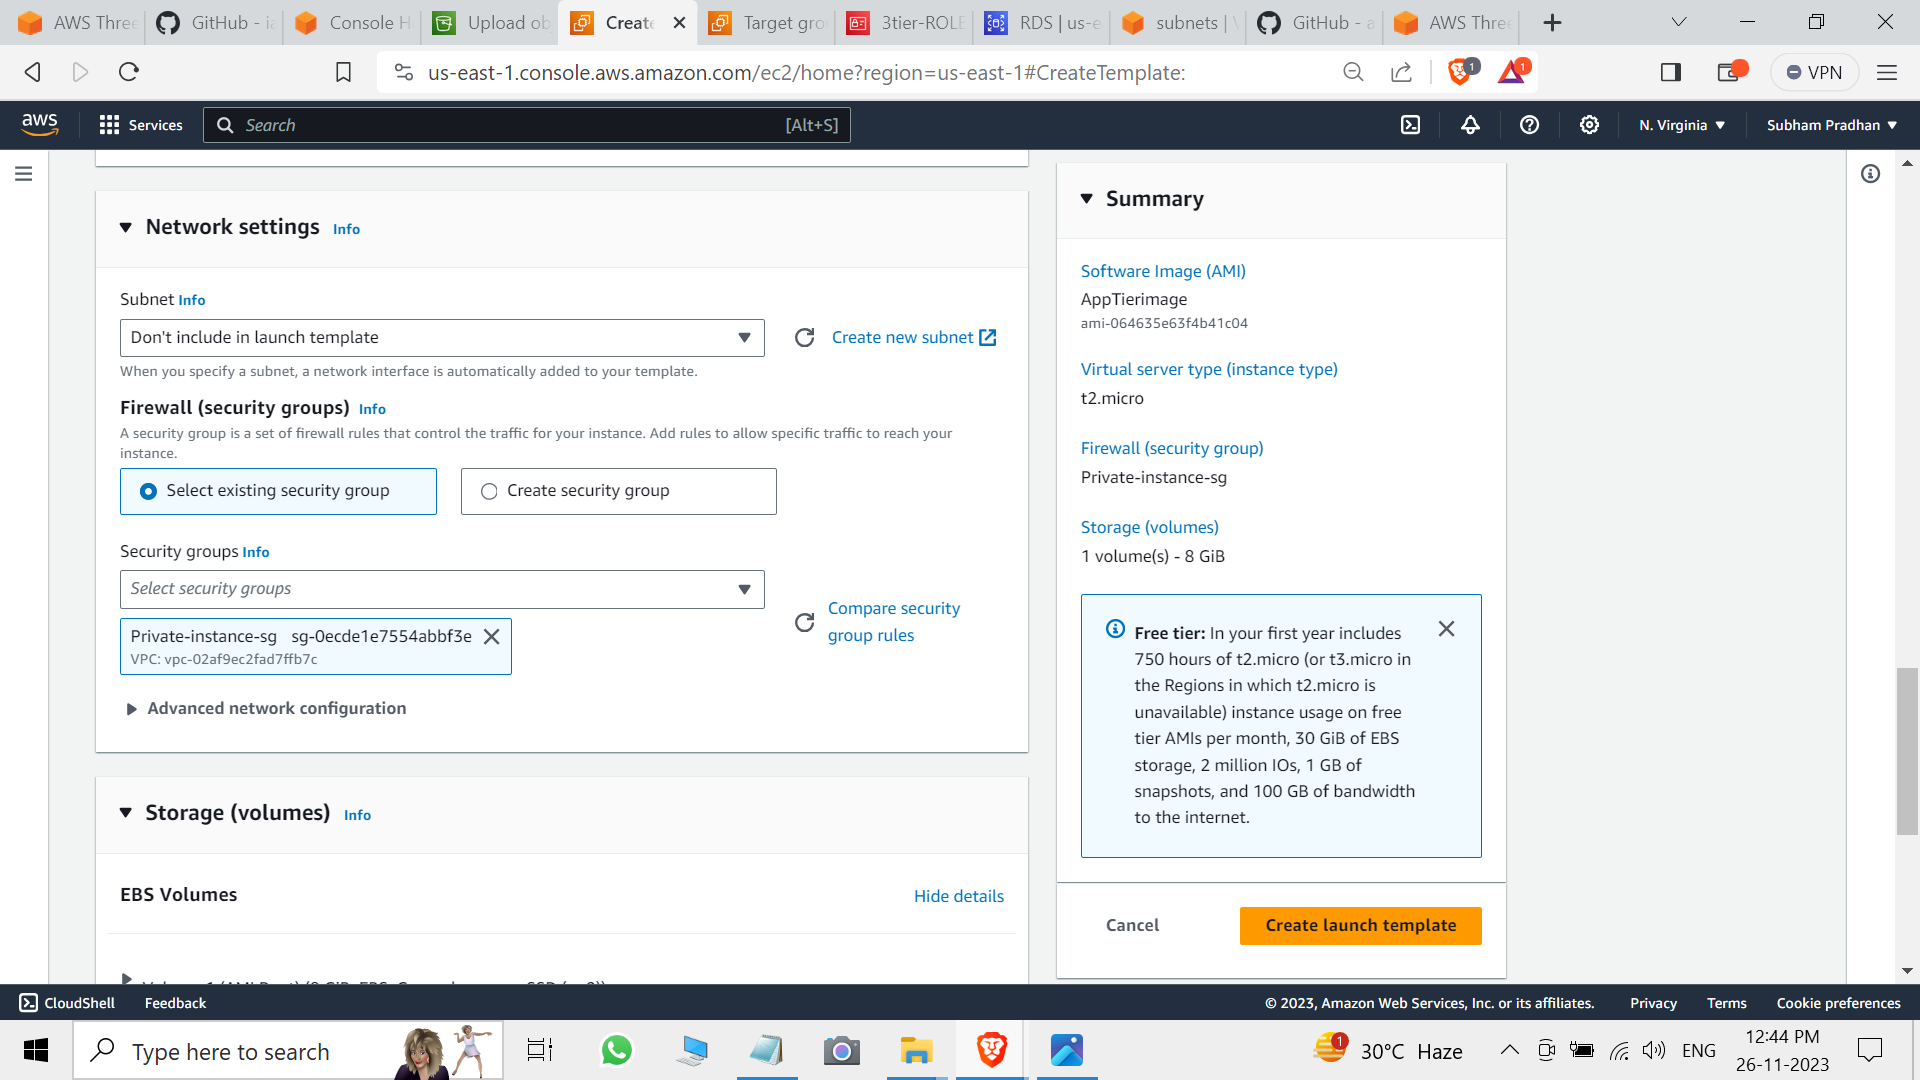 AWS Three
GitHub - ia
Console H
Upload ob
Create
Target gro
3tier-ROLE
RDS | us-e
subnets | V
GitHub - a
AWS Three
us-east-1.console.aws.amazon.com/ec2/home?region=us-east-1#CreateTemplate:
1
1
VPN
aws
Services
Search
[Alt+S]
N. Virginia
Subham Pradhan
Network settings Info
Subnet Info
Don't include in launch template
Create new subnet
When you specify a subnet, a network interface is automatically added to your template.
Firewall (security groups) Info
A security group is a set of firewall rules that control the traffic for your instance. Add rules to allow specific traffic to reach your
instance.
Select existing security group
Create security group
Security groups Info
Select security groups
Compare security
group rules
Private-instance-sg sg-0ecde1e7554abbf3e
VPC: vpc-02af9ec2fad7ffb7c
Advanced network configuration
Storage (volumes) Info
EBS Volumes
Hide details
Summary
Software Image (AMI)
AppTierimage
ami-064635e63f4b41c04
Virtual server type (instance type)
t2.micro
Firewall (security group)
Private-instance-sg
Storage (volumes)
1 volume(s) - 8 GiB
Free tier: In your first year includes
750 hours of t2.micro (or t3.micro in
the Regions in which t2.micro is
unavailable) instance usage on free
tier AMIs per month, 30 GiB of EBS
storage, 2 million IOs, 1 GB of
snapshots, and 100 GB of bandwidth
to the internet.
Cancel
Create launch template
CloudShell
Feedback
© 2023, Amazon Web Services, Inc. or its affiliates.
Privacy
Terms
Cookie preferences
Type here to search
1
30°C Haze
ENG
12:44 PM
26-11-2023